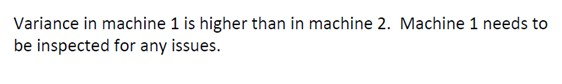 Variance in machine 1 is higher than in machine 2.  Machine 1 needs to
be inspected for any issues.